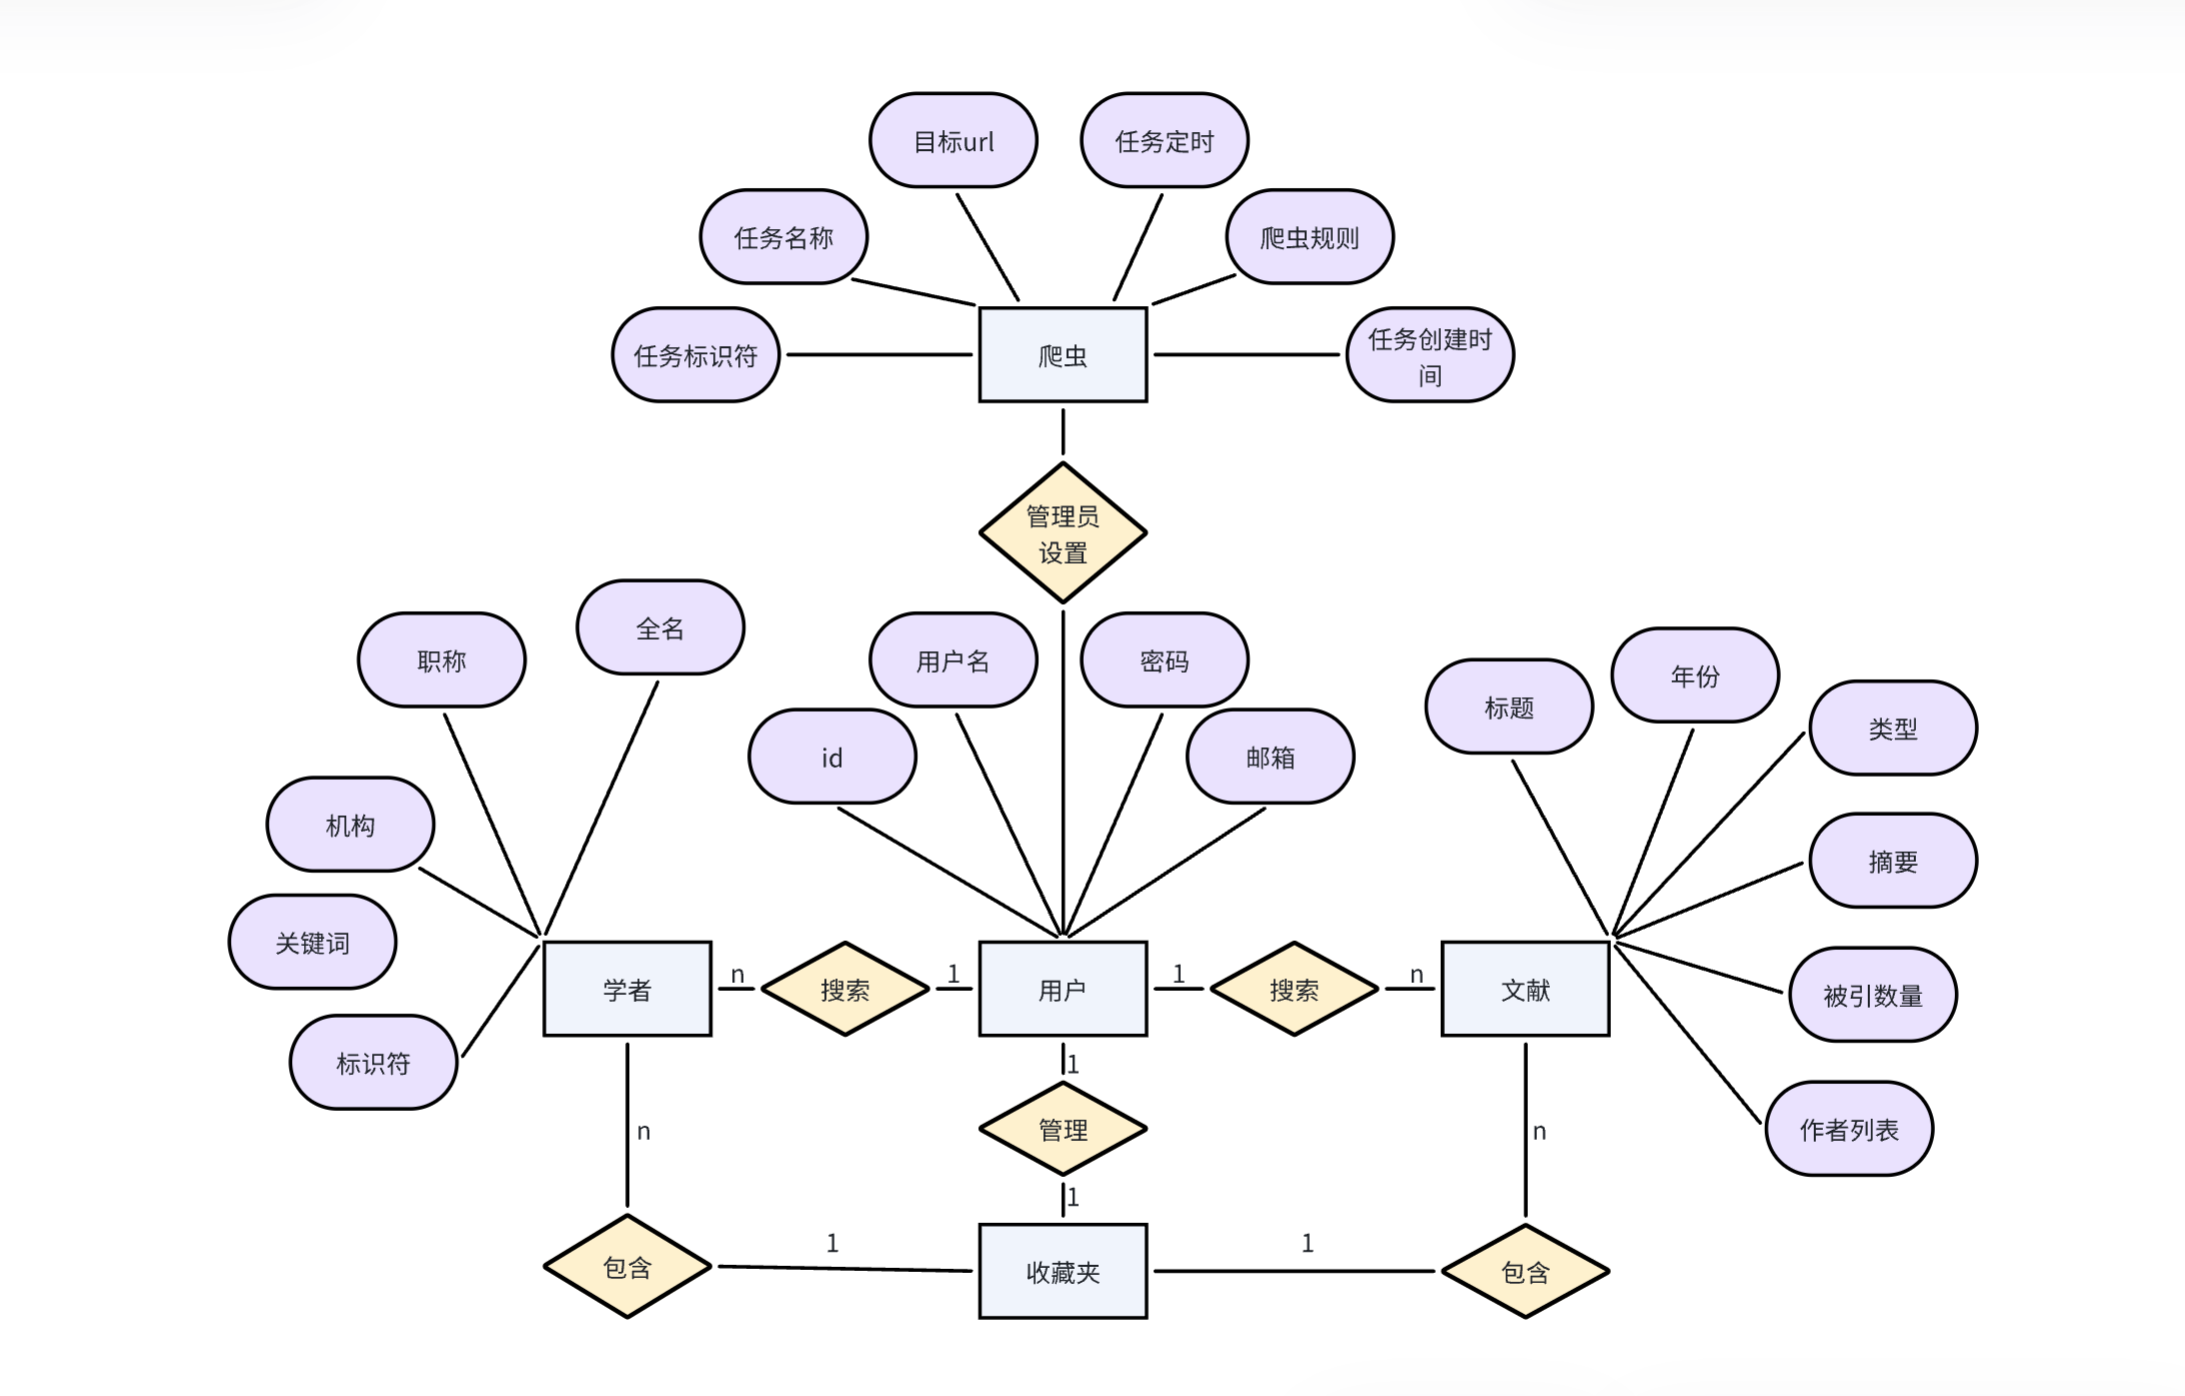 目标url
任务定时
任务名称
爬虫规则
任务标识符
爬虫
任务创建时
间
管理员
设置
全名
职称
用户名
密码
年份
标题
类型
id
邮箱
机构
摘要
关键词
学者
n
搜索
1
用户
1
搜索
n
文献
被引数量
标识符
1
n
管理
n
作者列表
1
包含
1
收藏夹
1
包含